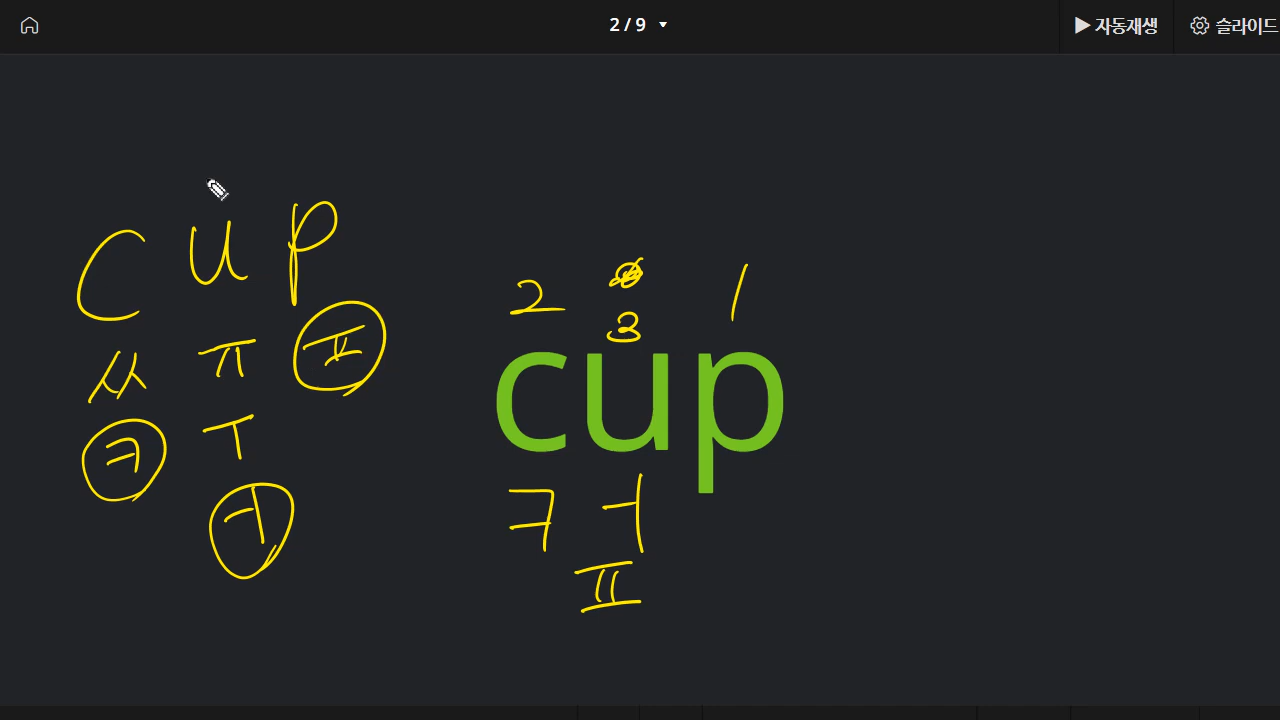 2 / 9
자동재생
슬라이드
cup
2 1
3
cup
ㅆ ㅠ ㅍ
ㅋ ㅜ
ㅓ
ㅋ ㅓ
ㅍ